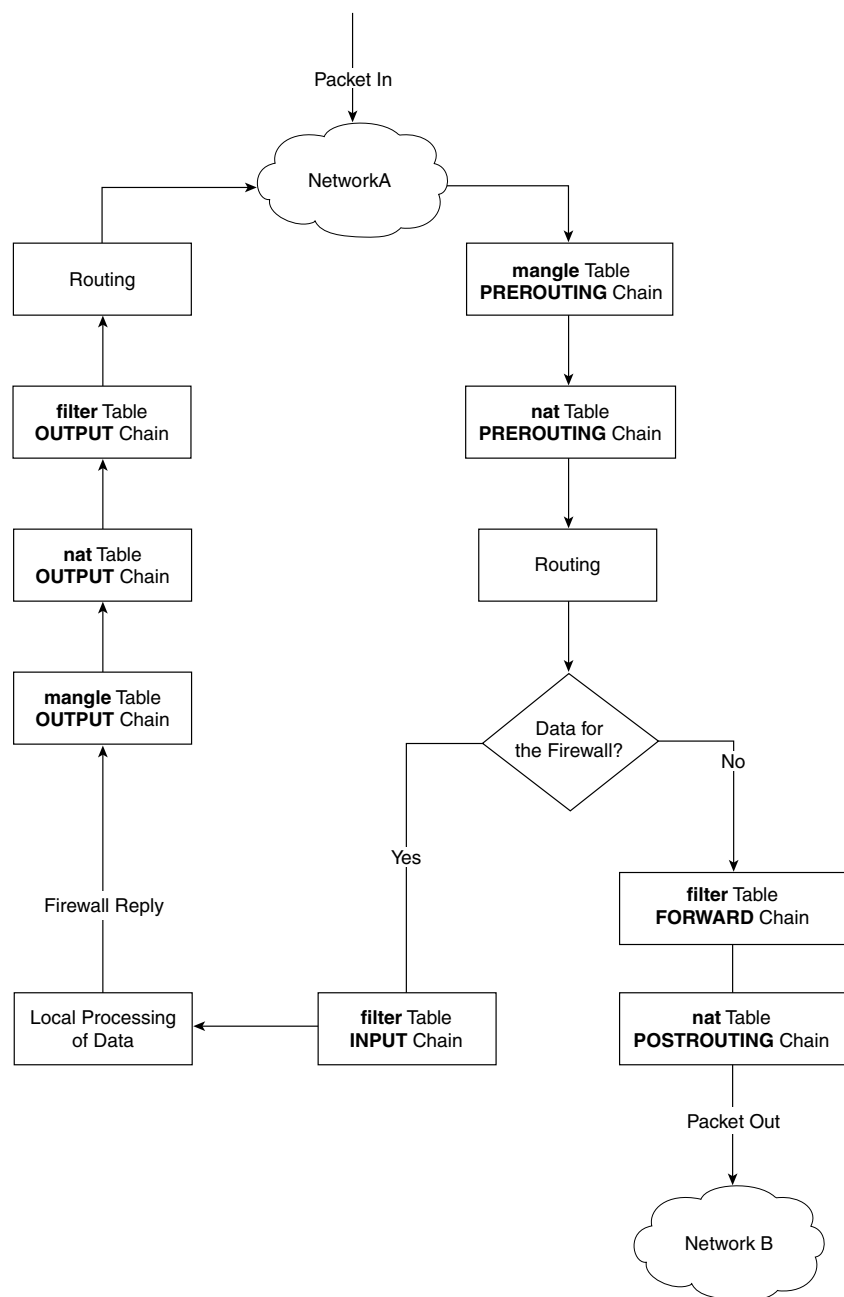 Packet In
NetworkA
Routing
mangle Table
PREROUTING Chain
filter Table
OUTPUT Chain
nat Table
PREROUTING Chain
nat Table
OUTPUT Chain
Routing
mangle Table
OUTPUT Chain
Data for
the Firewall?
No
Yes
Firewall Reply
filter Table
FORWARD Chain
Local Processing
of Data
filter Table
INPUT Chain
nat Table
POSTROUTING Chain
Packet Out
Network B